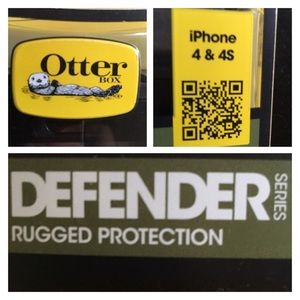 Otter
BOX
iPhone
4 & 4S
DEFENDER
SERIES
RUGGED PROTECTION